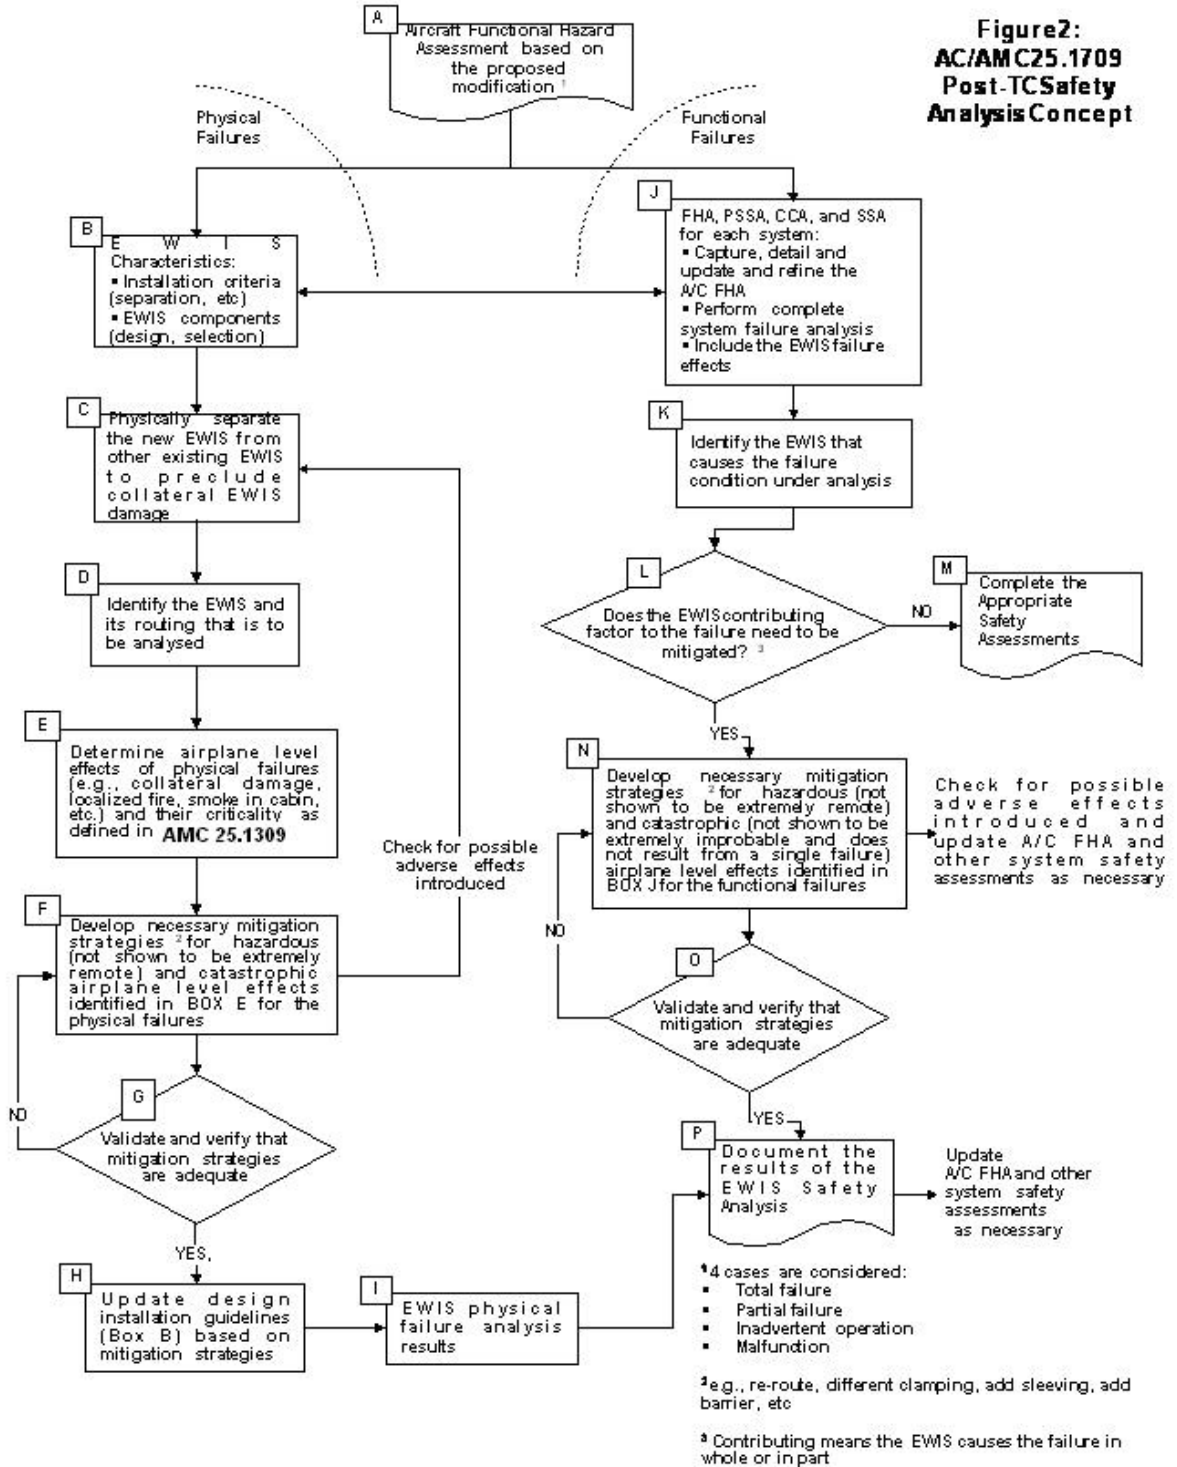 Figure2:
AC/AMC25.1709
Post-TCSafety
AnalysisConcept
A
Aircraft Functional Hazard
Assessment based on
the proposed
modification 1
Physical
Failures
Functional
Failures
B
E W I S
Characteristics:
▪ Installation criteria
(separation, etc)
▪ EWIS components
(design, selection)
J
FHA, PSSA, CCA, and SSA
for each system:
▪ Capture, detail and
update and refine the
A/C FHA
▪ Perform complete
system failure analysis
▪ Include the EWIS failure
effects
C
Physically separate
the new EWIS from
other existing EWIS
to preclude
collateral EWIS
damage
K
Identify the EWIS that
causes the failure
condition under analysis
D
Identify the EWIS and
its routing that is to
be analysed
L
Does the EWIS contributing
factor to the failure need to be
mitigated? 3
NO
M
Complete the
Appropriate
Safety
Assessments
YES
E
Determine airplane level
effects of physical failures
(e.g., collateral damage,
localized fire, smoke in cabin,
etc.) and their criticality as
defined in AMC 25.1309
N
Develop necessary mitigation
strategies 2 for hazardous (not
shown to be extremely remote)
and catastrophic (not shown to be
extremely improbable and does
not result from a single failure)
airplane level effects identified in
BOX J for the functional failures
Check for possible
adverse effects
introduced and
update A/C FHA and
other system safety
assessments as necessary
Check for possible
adverse effects
introduced
F
Develop necessary mitigation
strategies 2 for hazardous
(not shown to be extremely
remote) and catastrophic
airplane level effects
identified in BOX E for the
physical failures
NO
O
Validate and verify that
mitigation strategies
are adequate
G
NO
Validate and verify that
mitigation strategies
are adequate
YES
P
Document the
results of the
EWIS Safety
Analysis
Update
A/C FHA and other
system safety
assessments
as necessary
YES,
H
Update design
installation guidelines
(Box B) based on
mitigation strategies
I
EWIS physical
failure analysis
results
1 4 cases are considered:
▪ Total failure
▪ Partial failure
▪ Inadvertent operation
▪ Malfunction
2 e.g., re-route, different clamping, add sleeving, add
barrier, etc
3 Contributing means the EWIS causes the failure in
whole or in part